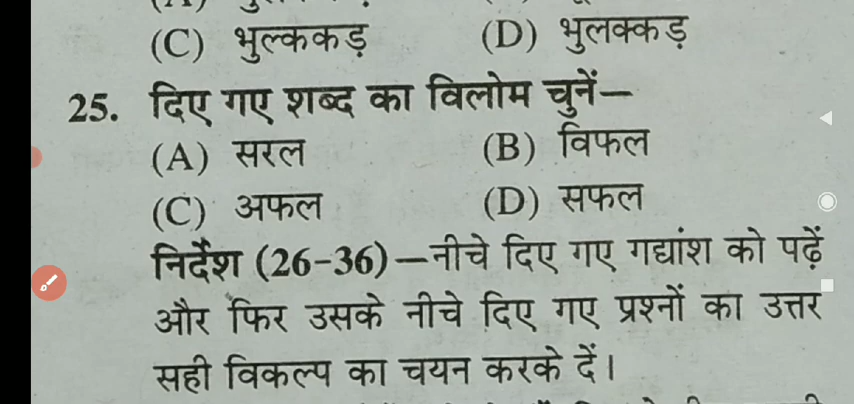 (C) भुल्ककड़ (D) भुलक्कड़
25. दिए गए शब्द का विलोम चुनें—
(A) सरल (B) विफल
(C) अफल (D) सफल
निर्देश (26-36)—नीचे दिए गए गद्यांश को पढ़ें
और फिर उसके नीचे दिए गए प्रश्नों का उत्तर
सही विकल्प का चयन करके दें।